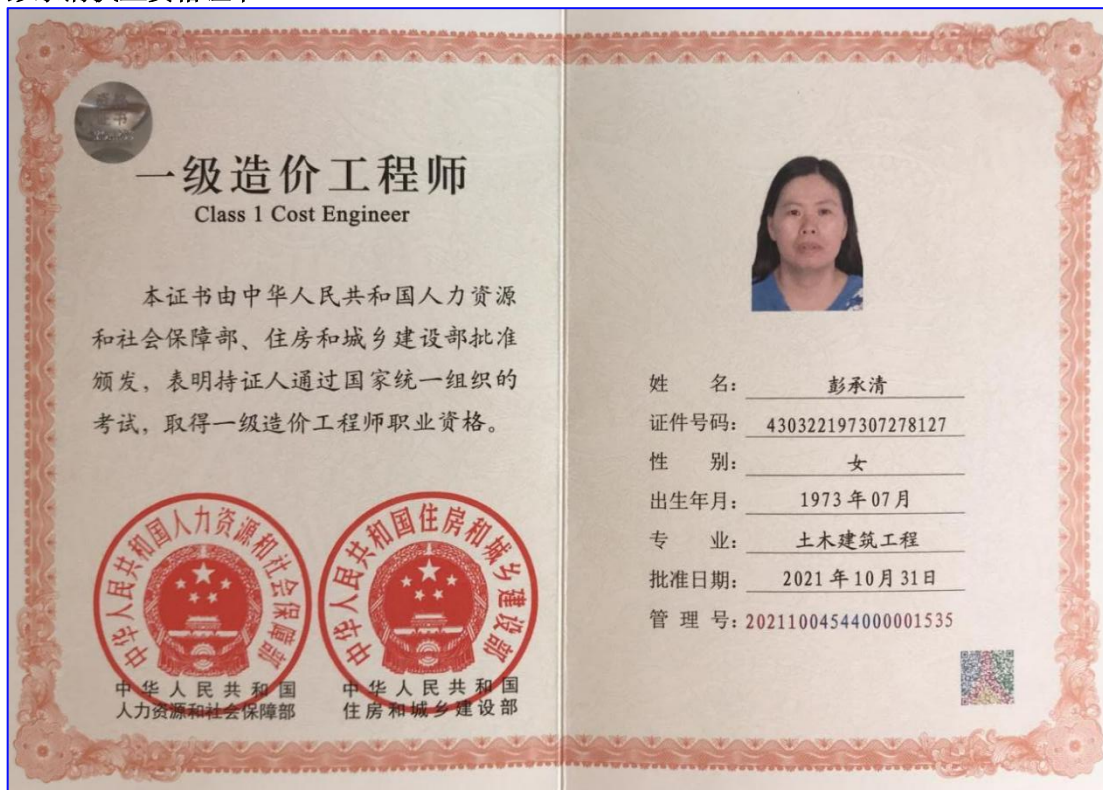 一级造价工程师
Class 1 Cost Engineer
本证书由中华人民共和国人力资源
和社会保障部、住房和城乡建设部批准
颁发，表明持证人通过国家统一组织的
考试，取得一级造价工程师职业资格。
中华人民共和国人力资源和社会保障部
中华人民共和国住房和城乡建设部
中华人民共和国
人力资源和社会保障部
中华人民共和国
住房和城乡建设部
姓 名： 彭承清
证件号码： 430322197307278127
性 别： 女
出生年月： 1973年07月
专 业： 土木建筑工程
批准日期： 2021年10月31日
管 理 号：20211004544000001535